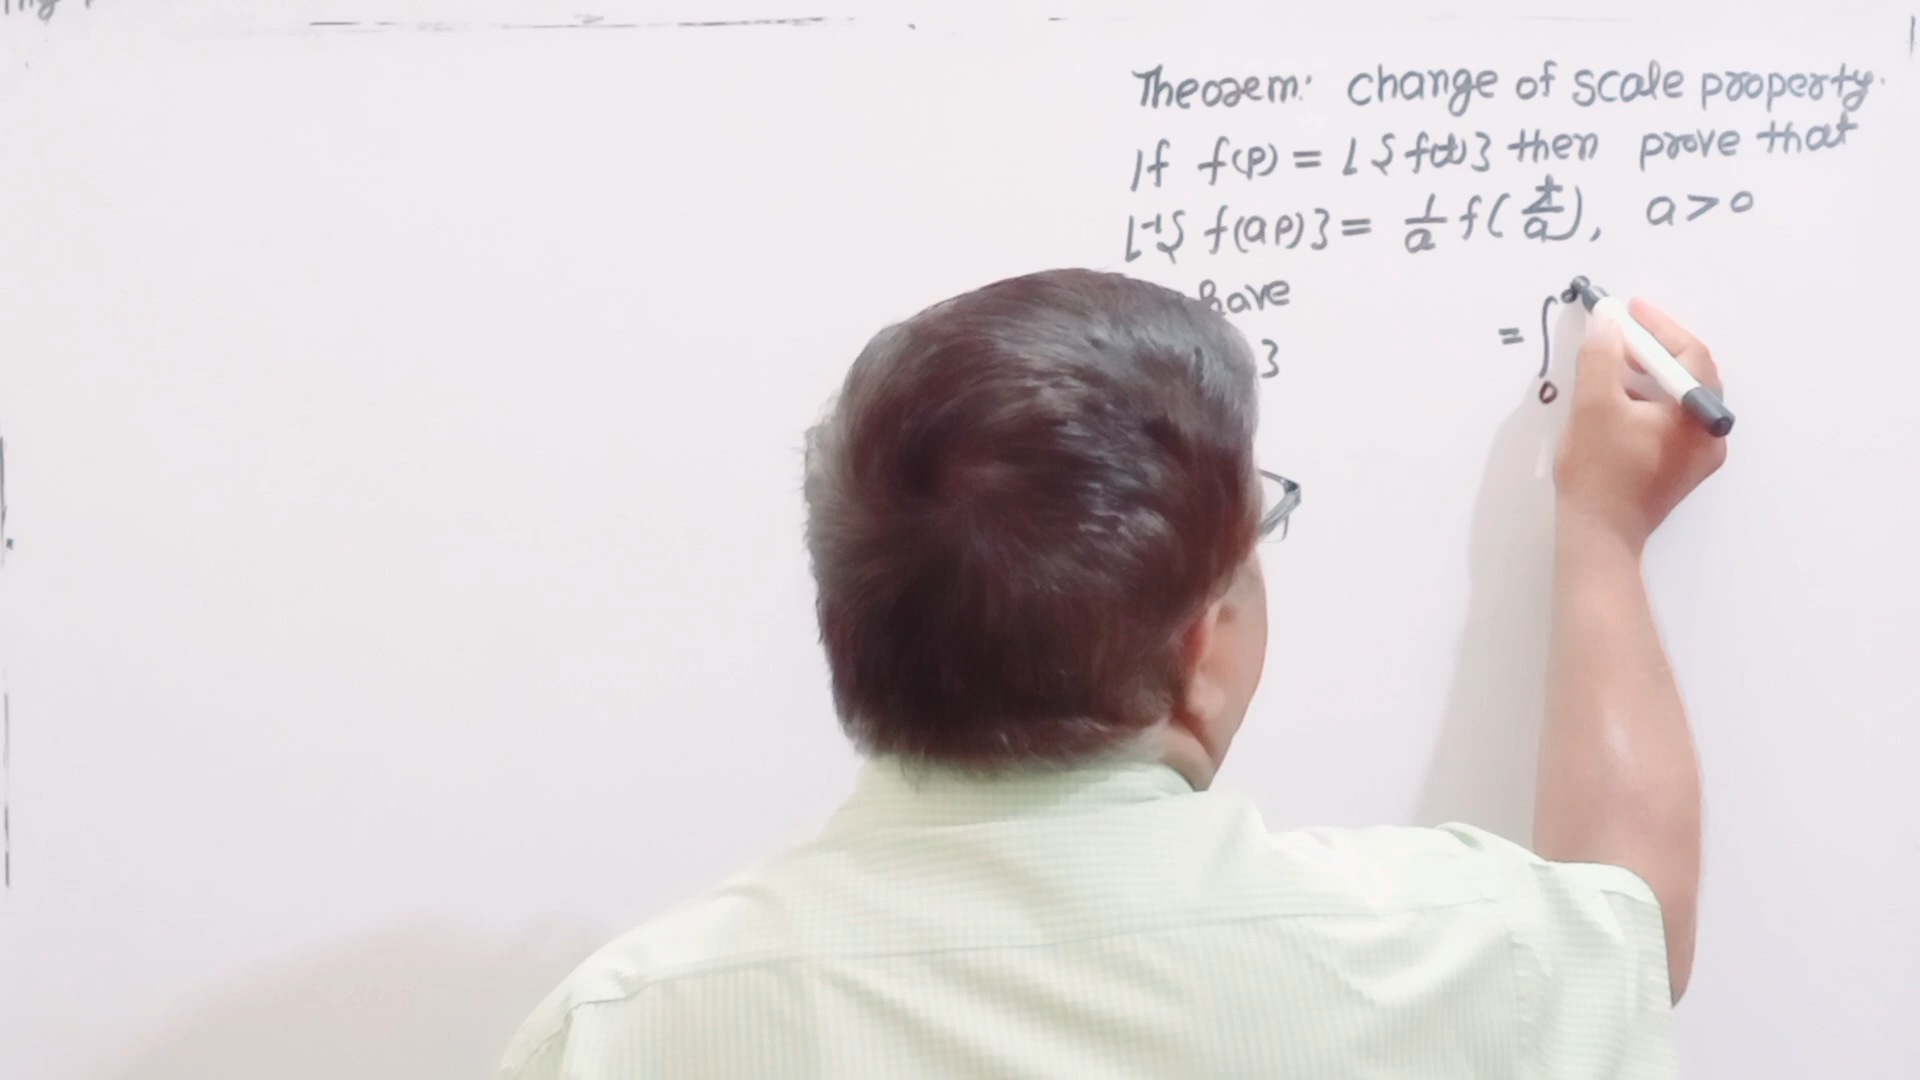 Theorem: change of scale property.
If f(p) = L{f(t)} then prove that
L⁻¹{f(ap)} = 1/a f(t/a), a > 0
have
}
= ∫₀